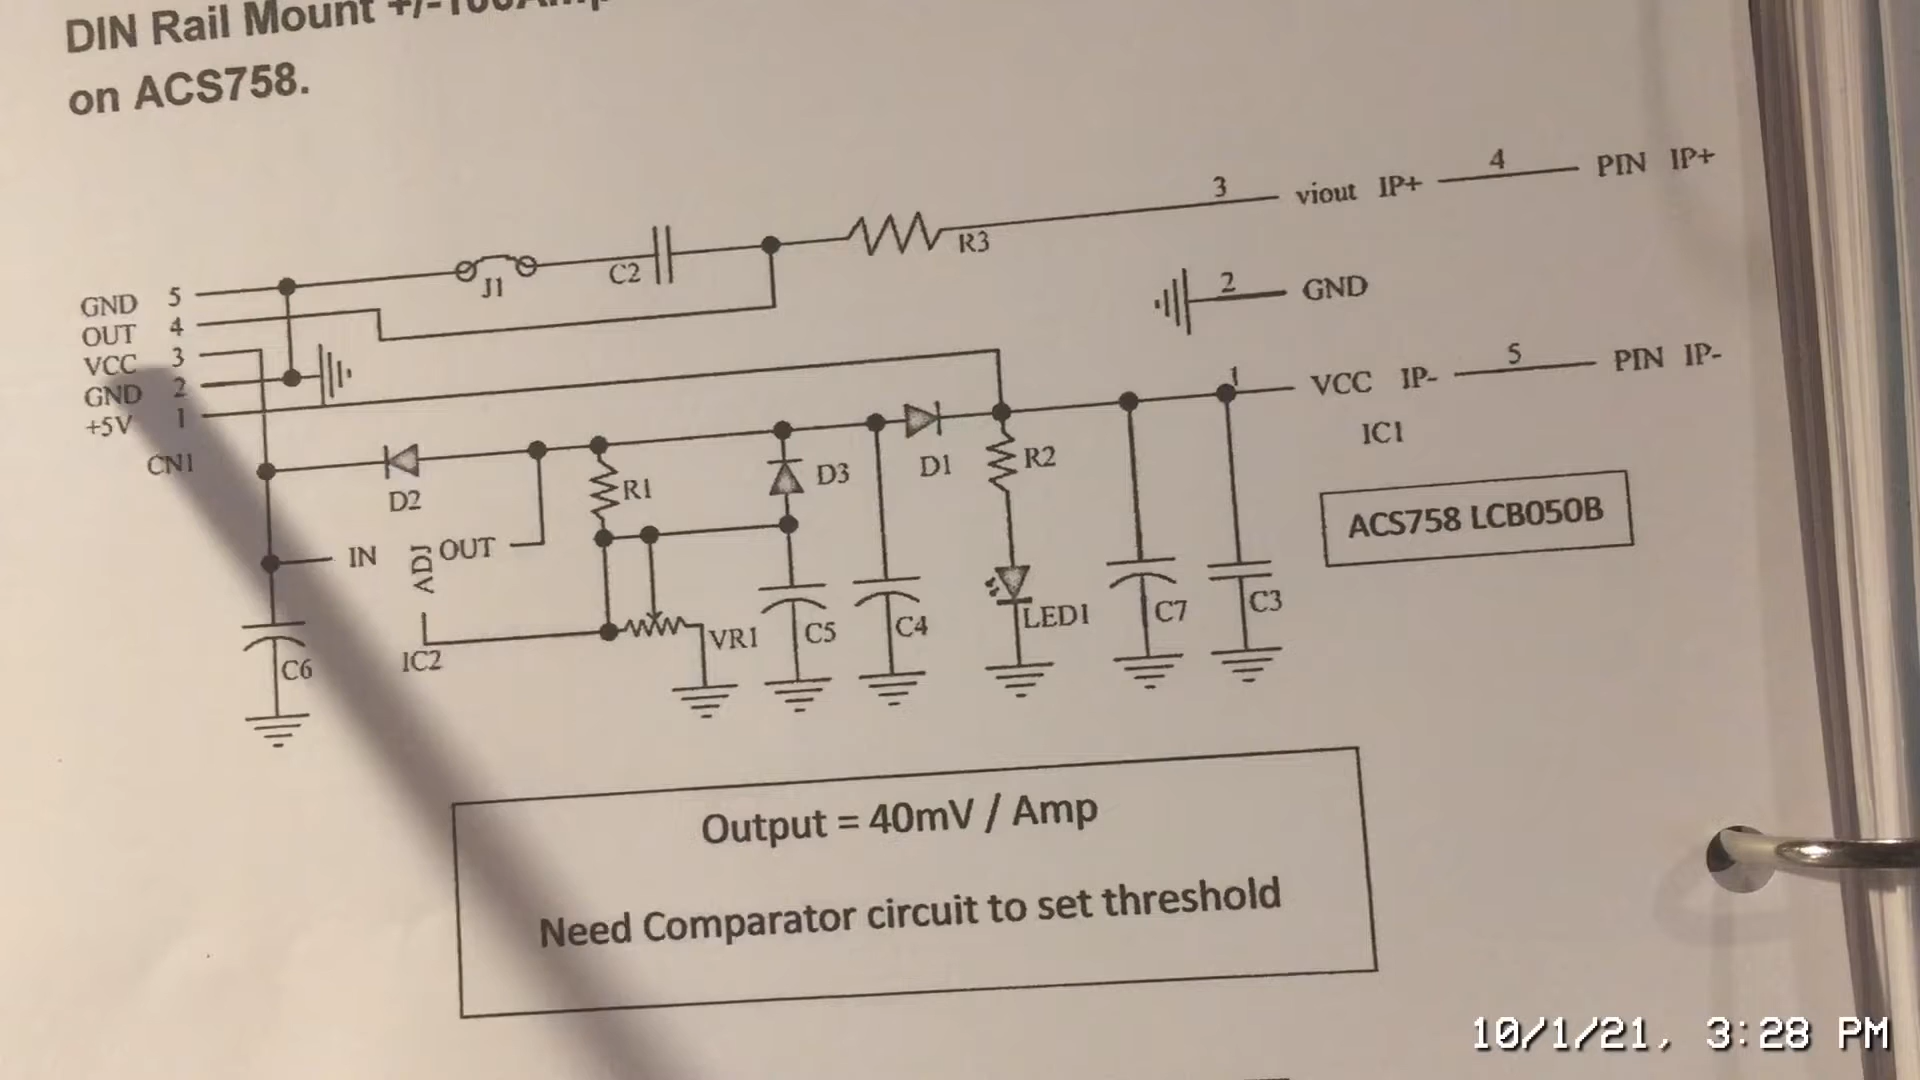 DIN Rail Mount +/-100Amp
on ACS758.
4
PIN IP+
3
viout IP+
R3
C2
J1
2
GND
GND 5
OUT 4
VCC 3
GND 2
+5V 1
CN1
5
PIN IP-
1
VCC IP-
IC1
D2
R1
D3
D1
R2
ACS758 LCB050B
IN
ADJ
OUT
IC2
C6
VR1
C5
C4
LED1
C7
C3
Output = 40mV / Amp
Need Comparator circuit to set threshold
10/1/21, 3:28 PM